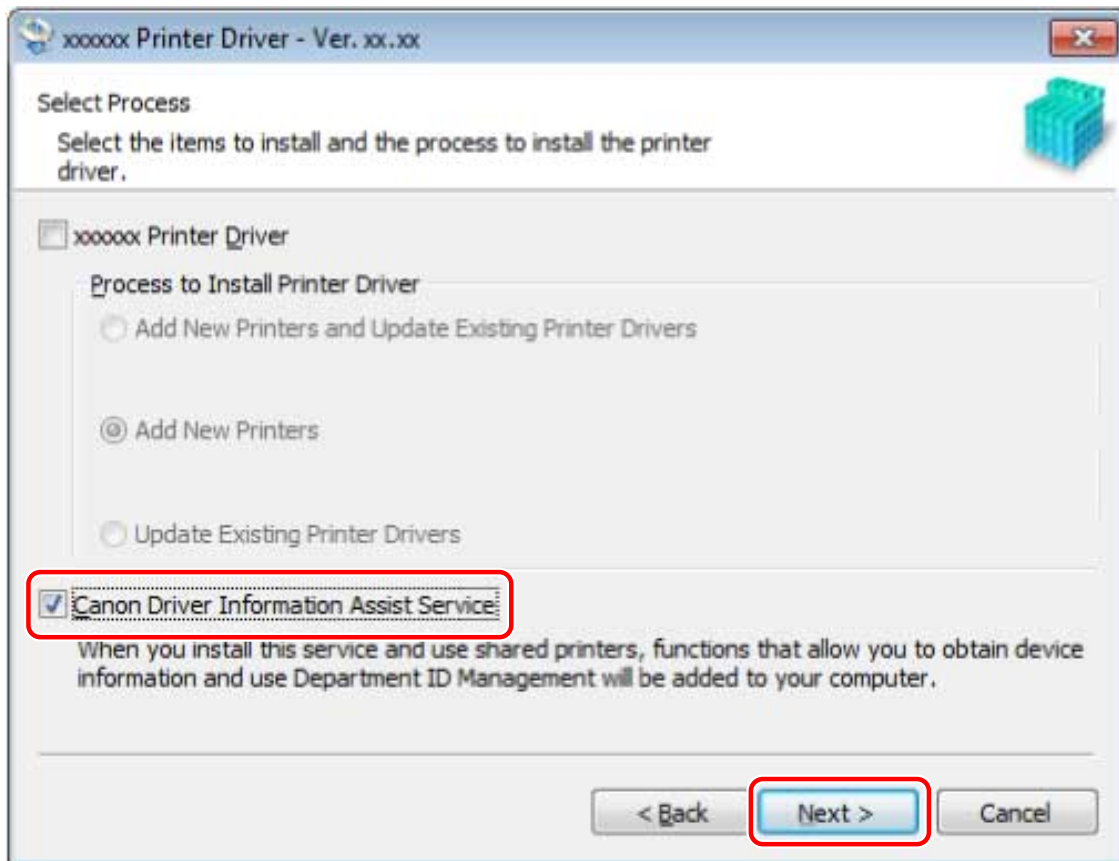 xxxxxx Printer Driver - Ver. xx.xx
Select Process
Select the items to install and the process to install the printer
driver.
xxxxxx Printer Driver
Process to Install Printer Driver
Add New Printers and Update Existing Printer Drivers
Add New Printers
Update Existing Printer Drivers
Canon Driver Information Assist Service
When you install this service and use shared printers, functions that allow you to obtain device
information and use Department ID Management will be added to your computer.
< Back
Next >
Cancel